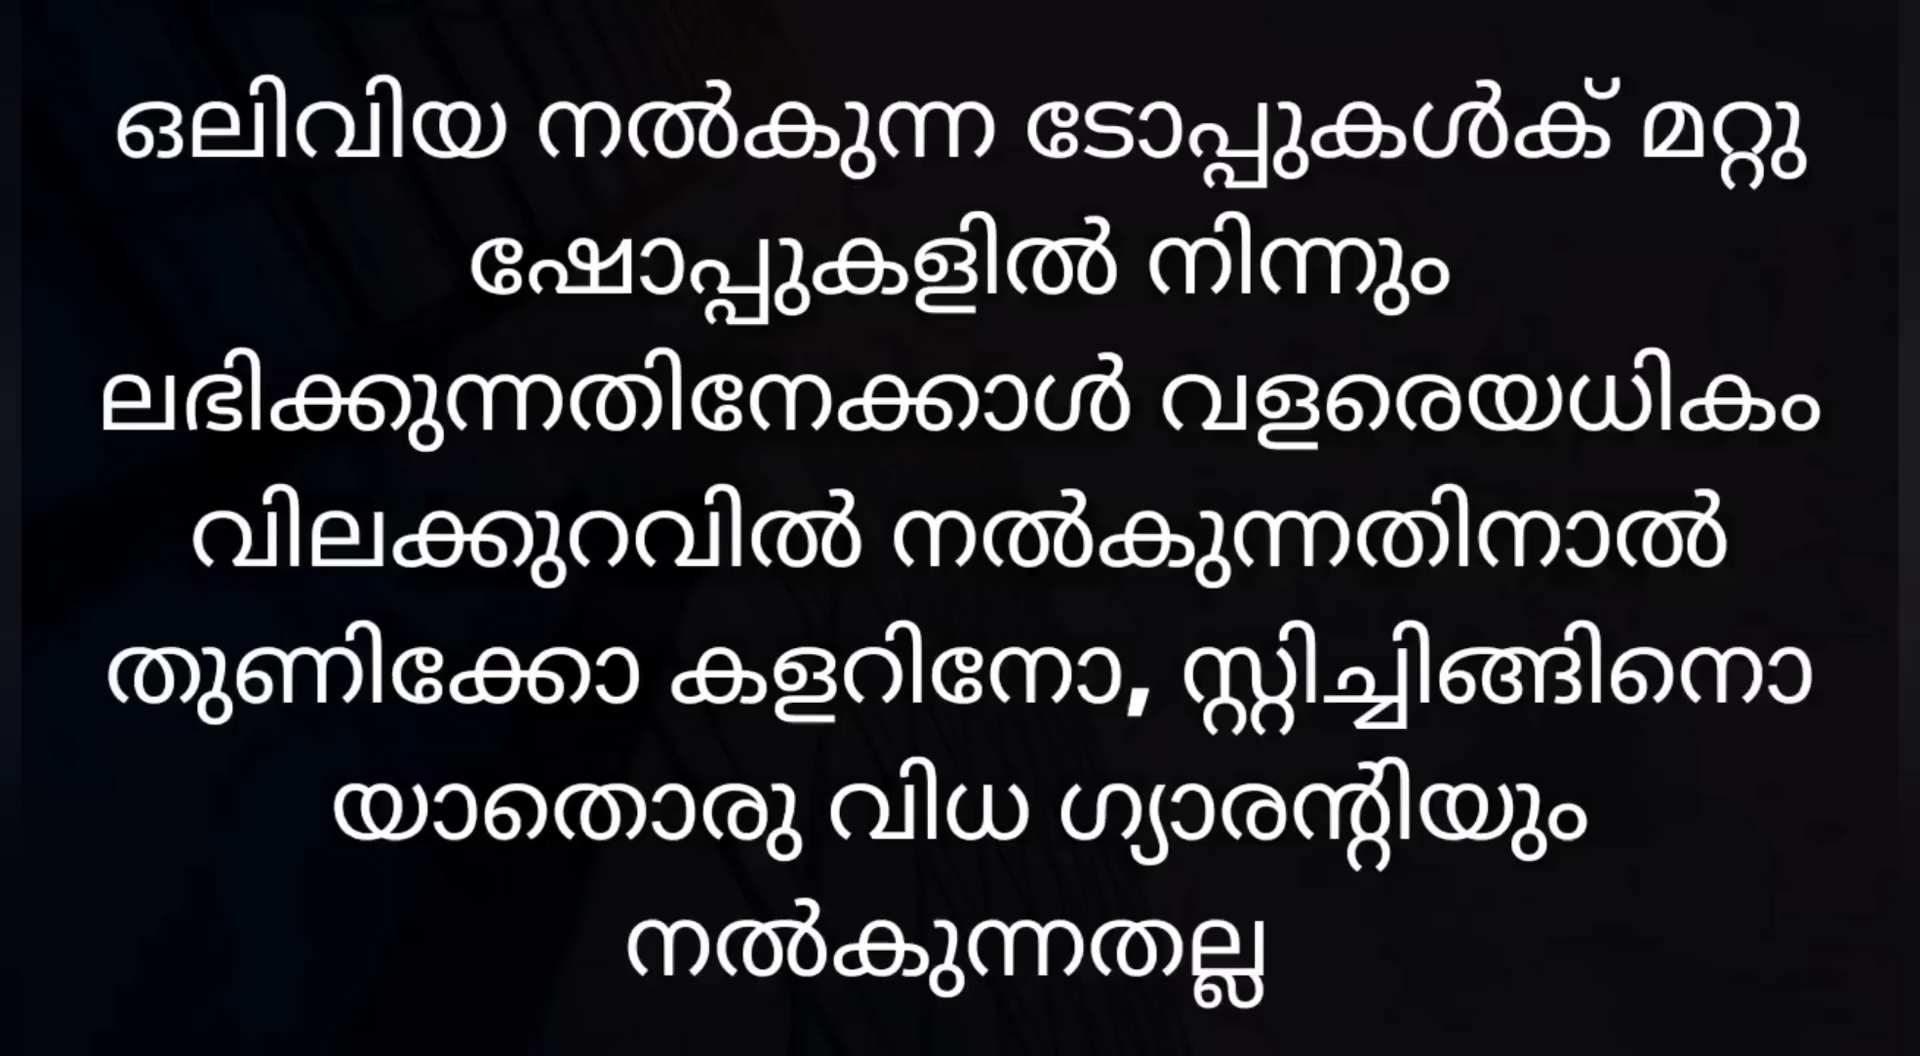 ഒലിവിയ നൽകുന്ന ടോപ്പുകൾക് മറ്റു
ഷോപ്പുകളിൽ നിന്നും
ലഭിക്കുന്നതിനേക്കാൾ വളരെയധികം
വിലക്കുറവിൽ നൽകുന്നതിനാൽ
തുണിക്കോ കളറിനോ, സ്റ്റിച്ചിങ്ങിനൊ
യാതൊരു വിധ ഗ്യാരന്റിയും
നൽകുന്നതല്ല